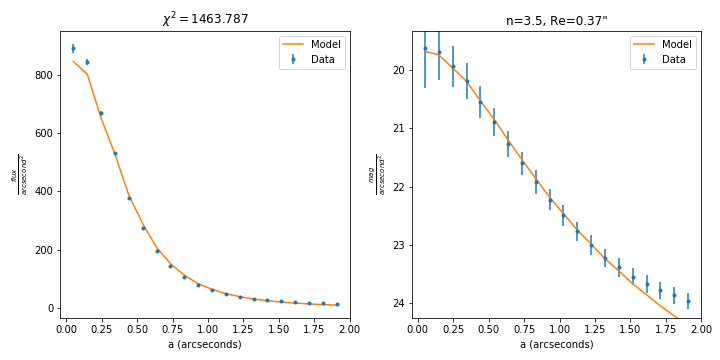 χ² = 1463.787
Model
Data
800
600
400
200
0
flux
arcsecond²
0.00 0.25 0.50 0.75 1.00 1.25 1.50 1.75 2.00
a (arcseconds)
n=3.5, Re=0.37"
Model
Data
20
21
22
23
24
mag
arcsecond²
0.00 0.25 0.50 0.75 1.00 1.25 1.50 1.75 2.00
a (arcseconds)